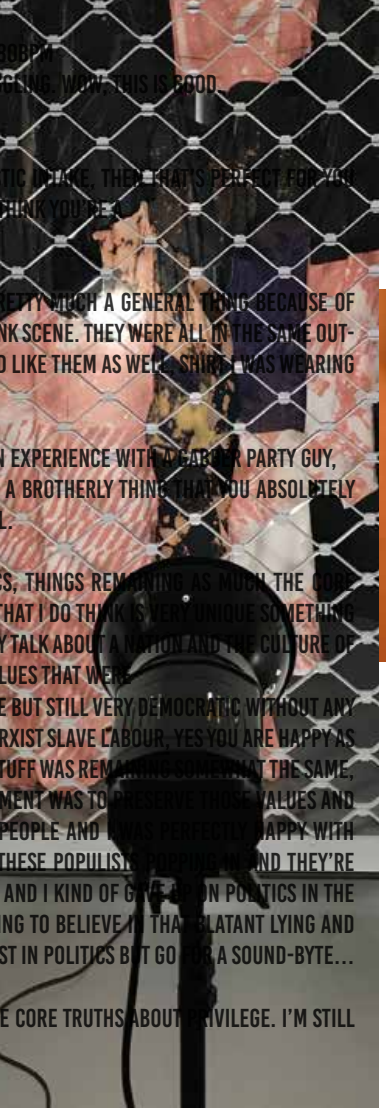 80BPM
GGLING. WOW, THIS IS GOOD.
TIC INTAKE, THEN THAT'S PERFECT FOR YOU
THINK YOU'RE A
RETTY MUCH A GENERAL THING BECAUSE OF
NK SCENE. THEY WERE ALL IN THE SAME OUT-
D LIKE THEM AS WELL, SHIRT I WAS WEARING
N EXPERIENCE WITH A GABBER PARTY GUY,
A BROTHERLY THING THAT YOU ABSOLUTELY
L.
CS, THINGS REMAINING AS MUCH THE CORE
THAT I DO THINK IS VERY UNIQUE SOMETHING
Y TALK ABOUT A NATION AND THE CULTURE OF
LUES THAT WERE
E BUT STILL VERY DEMOCRATIC WITHOUT ANY
RXIST SLAVE LABOUR, YES YOU ARE HAPPY AS
TUFF WAS REMAINING SOMEWHAT THE SAME,
MENT WAS TO PRESERVE THOSE VALUES AND
PEOPLE AND I WAS PERFECTLY HAPPY WITH
THESE POPULISTS POPPING IN AND THEY'RE
AND I KIND OF GAVE UP ON POLITICS IN THE
NG TO BELIEVE IN THAT BLATANT LYING AND
ST IN POLITICS BUT GO FOR A SOUND-BYTE...
E CORE TRUTHS ABOUT PRIVILEGE. I'M STILL